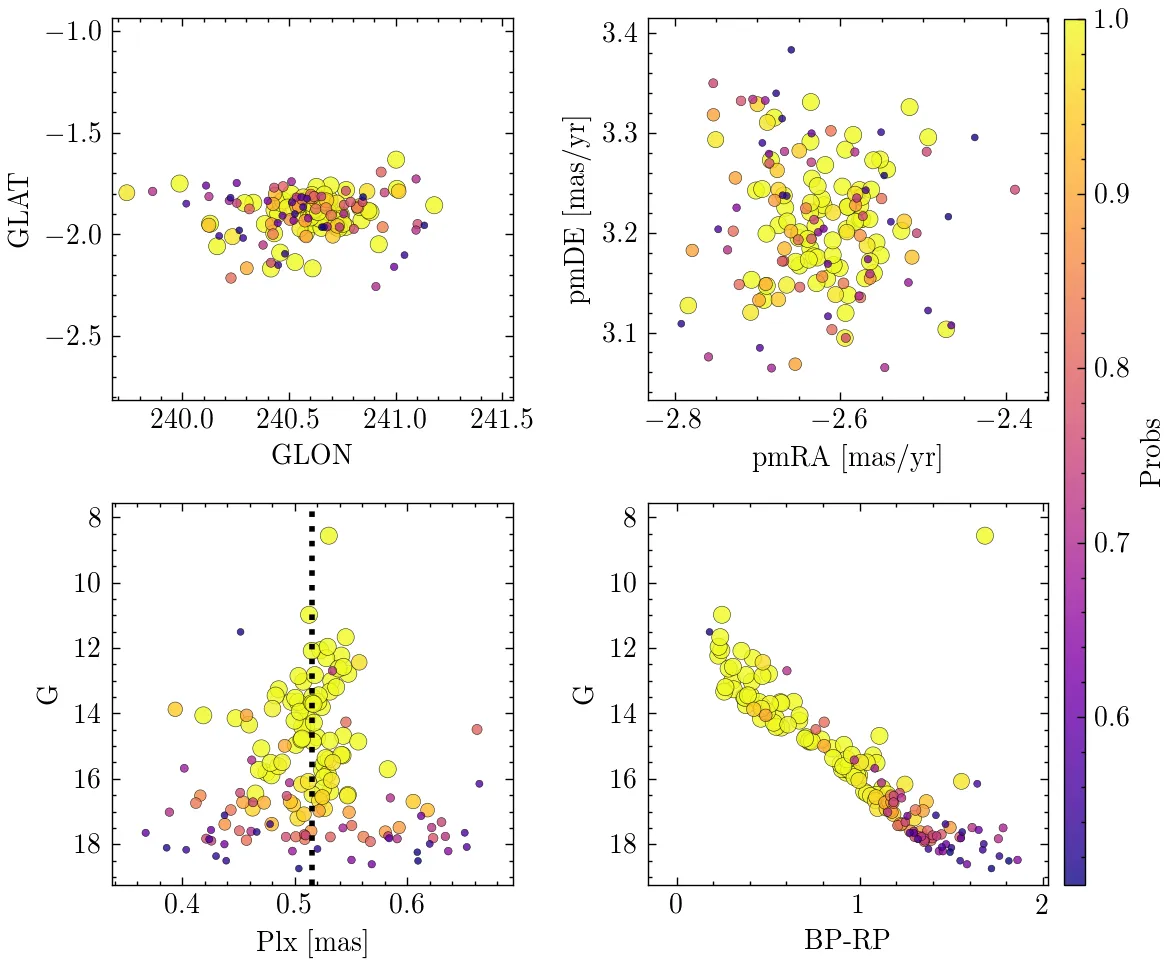 −1.0
−1.5
−2.0
−2.5
GLAT
240.0 240.5 241.0 241.5
GLON
3.4
3.3
3.2
3.1
pmDE [mas/yr]
−2.8 −2.6 −2.4
pmRA [mas/yr]
1.0
0.9
0.8
0.7
0.6
Probs
8
10
12
14
16
18
G
0.4 0.5 0.6
Plx [mas]
8
10
12
14
16
18
G
0 1 2
BP-RP